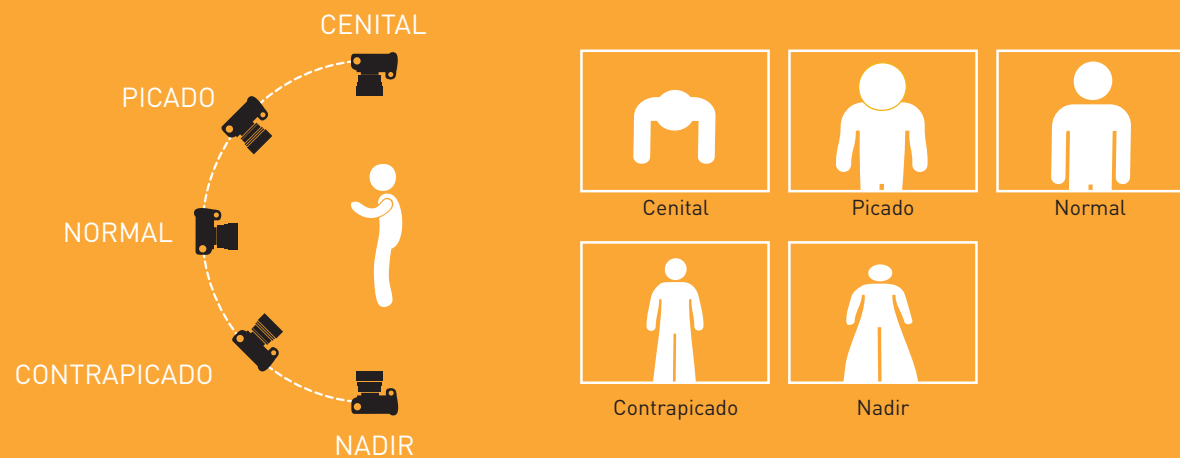 CENITAL
PICADO
NORMAL
CONTRAPICADO
NADIR
Cenital
Picado
Normal
Contrapicado
Nadir